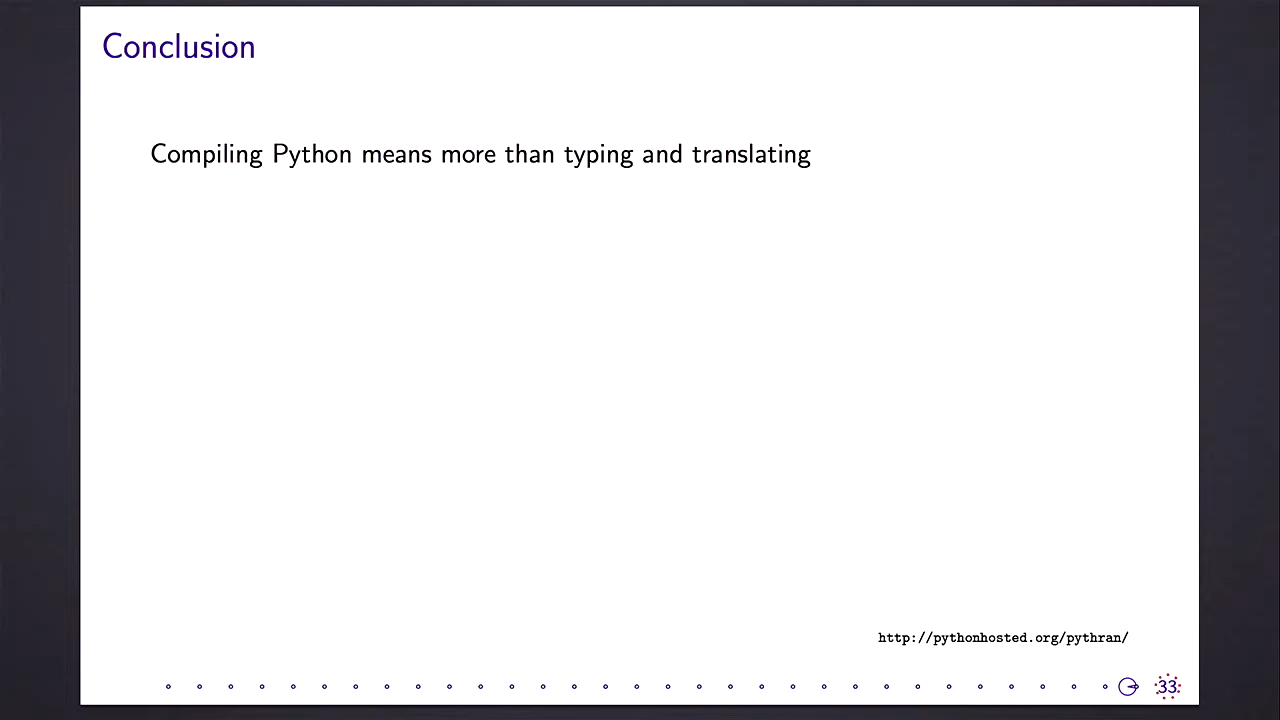 Conclusion
Compiling Python means more than typing and translating
http://pythonhosted.org/pythran/
33